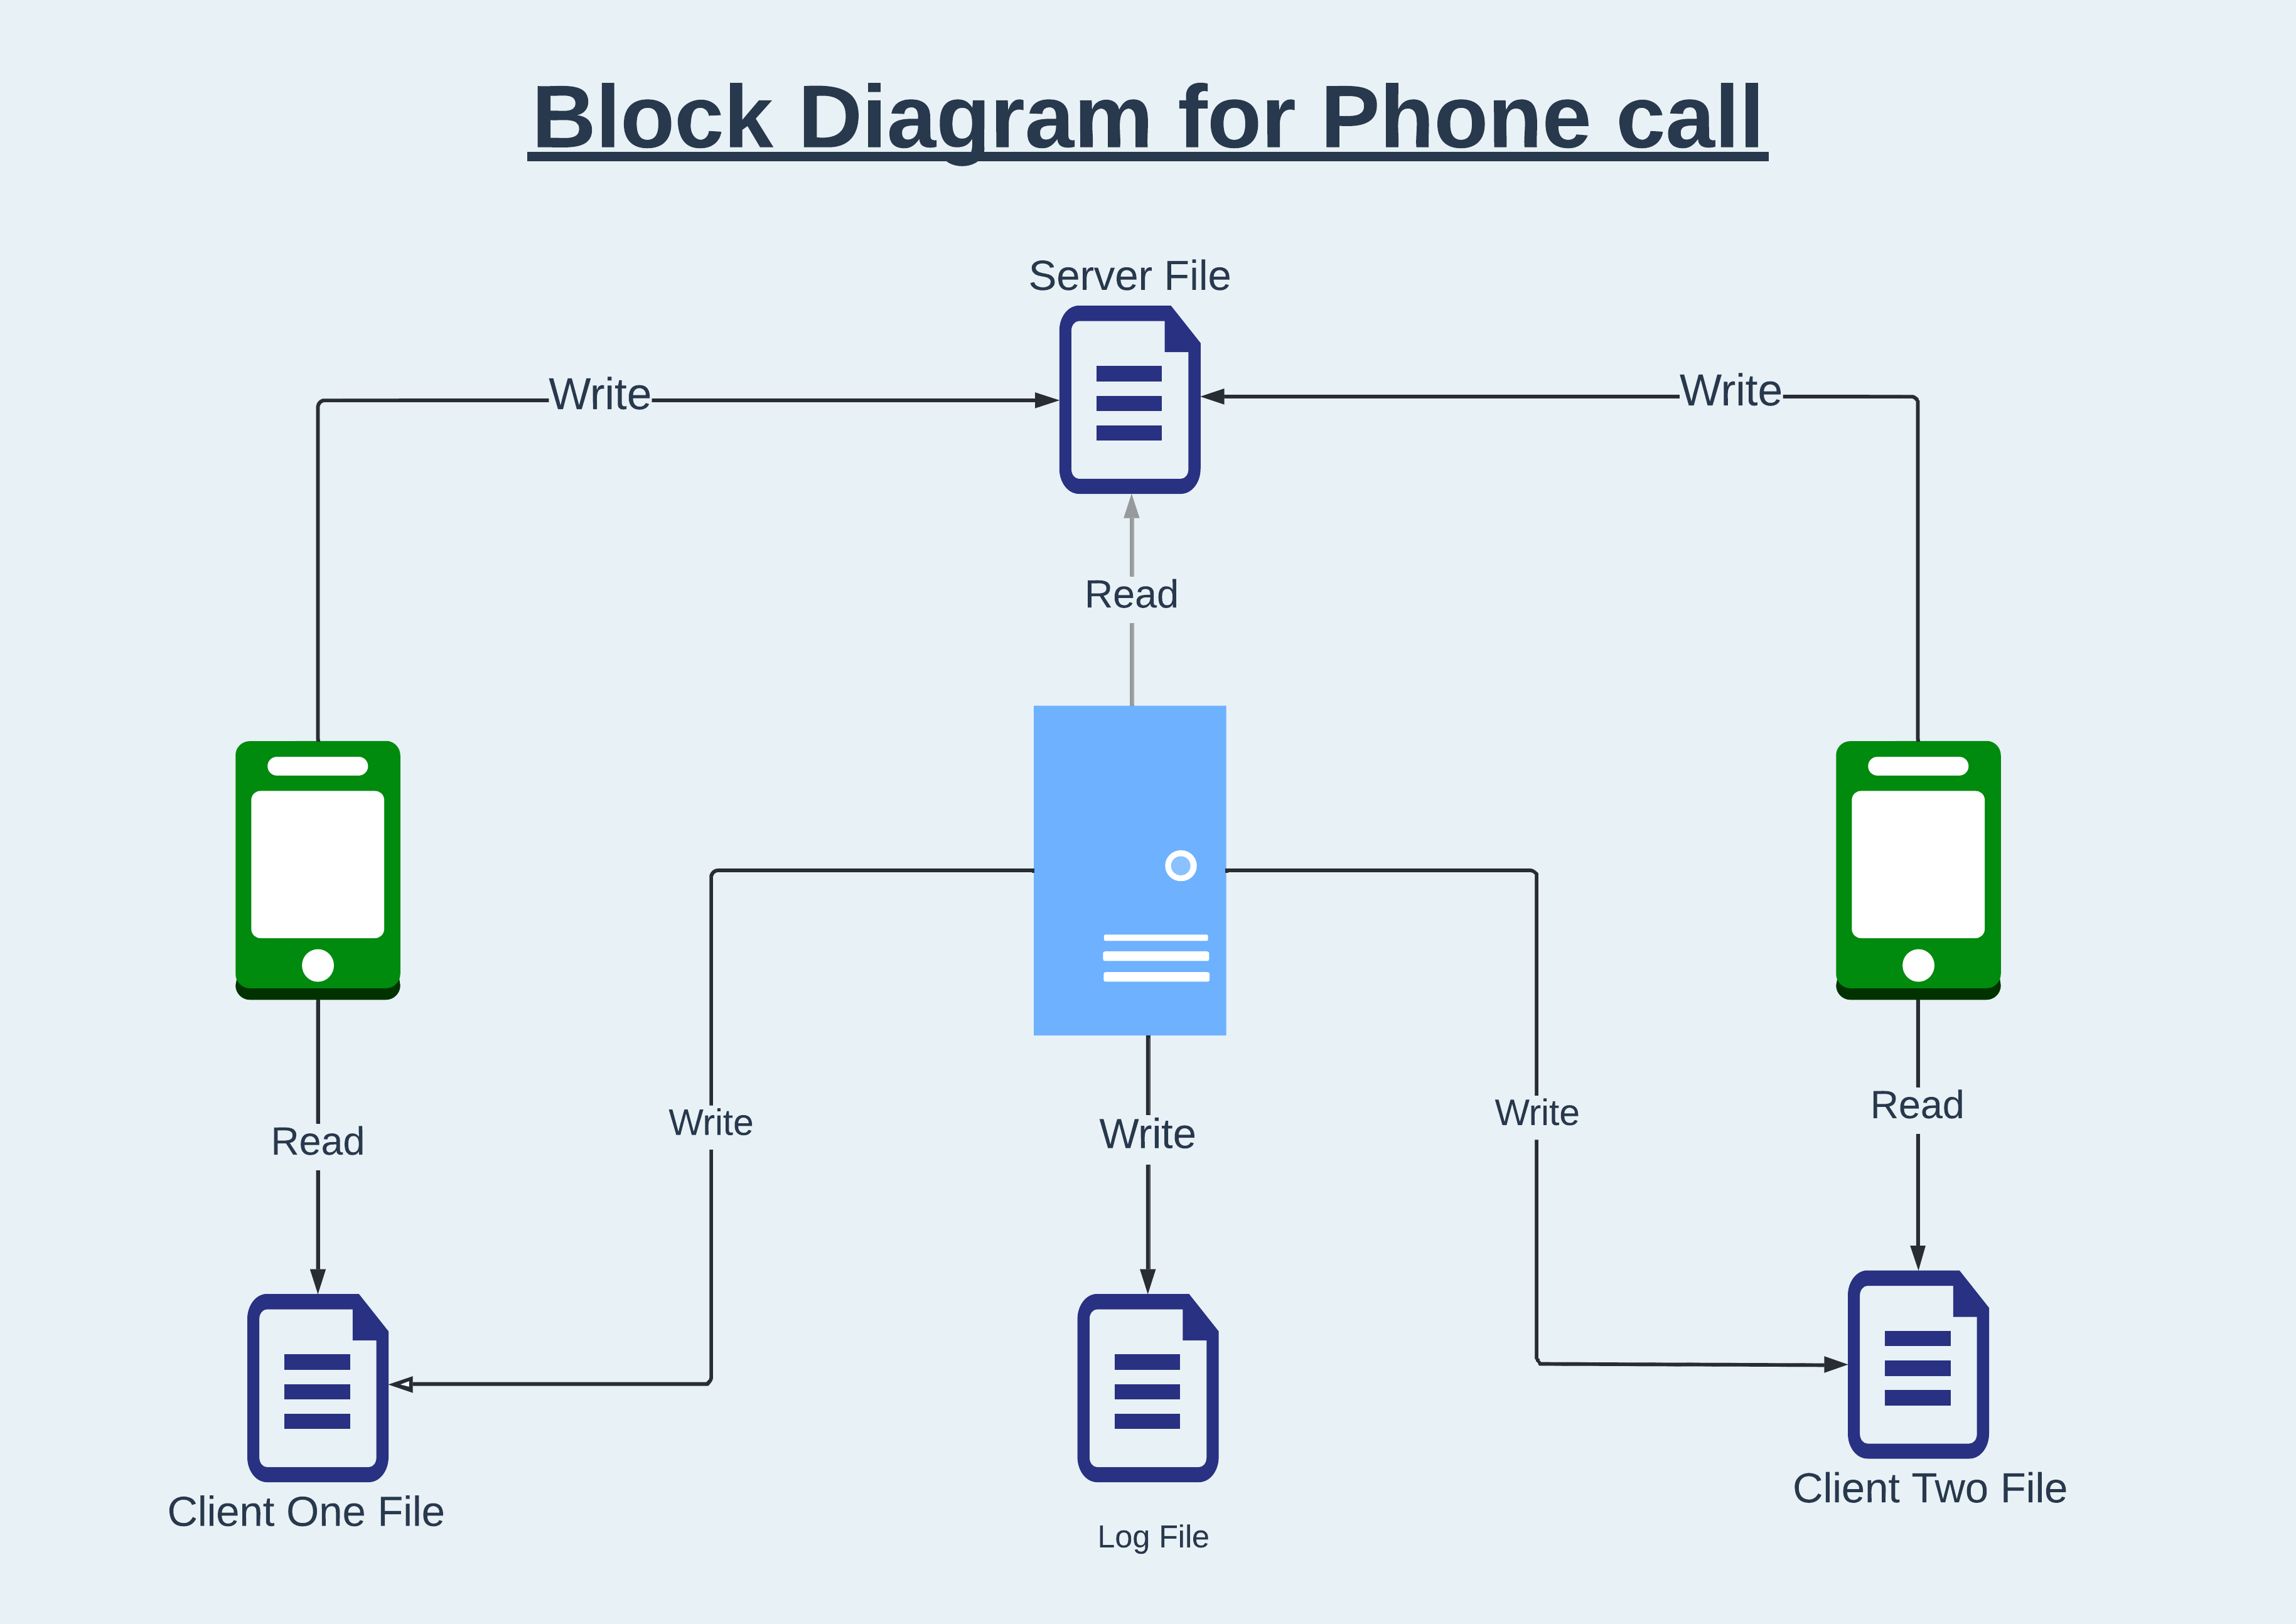 Block Diagram for Phone call
Server File
Write
Write
Read
Read
Write
Write
Write
Read
Client One File
Log File
Client Two File